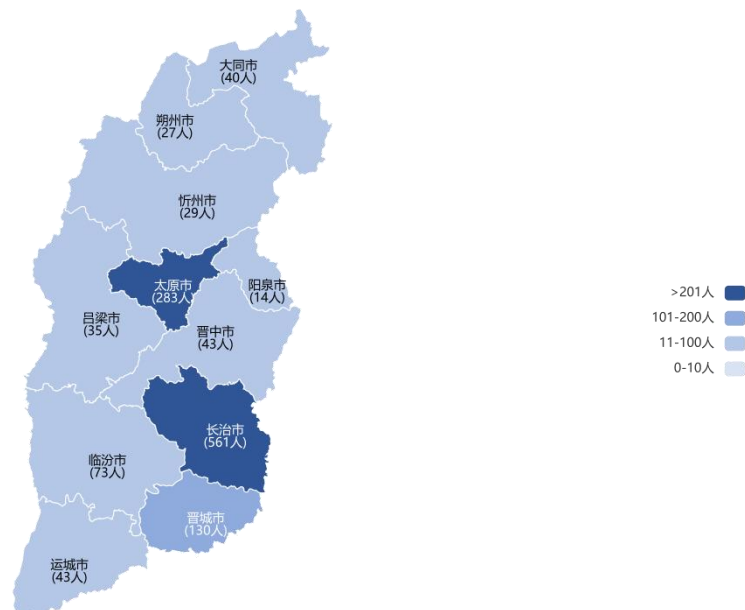 大同市
(40人)
朔州市
(27人)
忻州市
(29人)
太原市
(283人)
阳泉市
(14人)
吕梁市
(35人)
晋中市
(43人)
长治市
(561人)
临汾市
(73人)
晋城市
(130人)
运城市
(43人)
>201人
101-200人
11-100人
0-10人